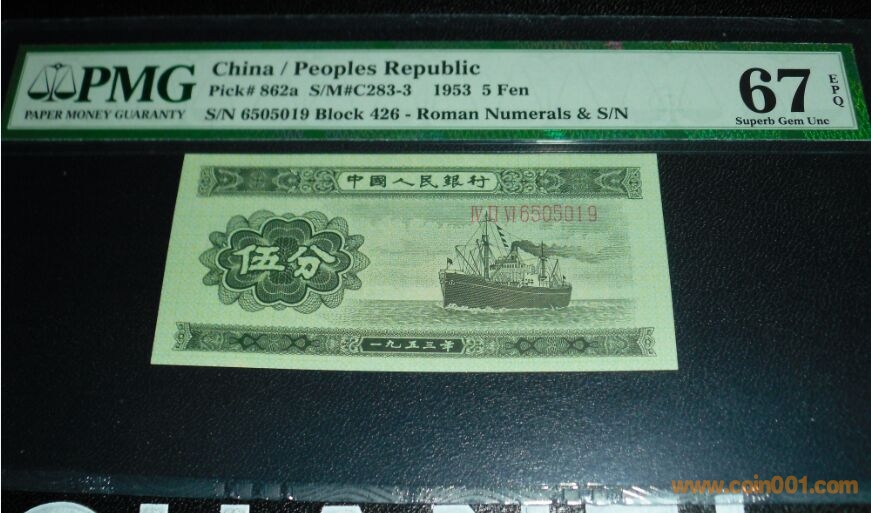 PMG
PAPER MONEY GUARANTY
China / Peoples Republic
Pick# 862a S/M#C283-3 1953 5 Fen
S/N 6505019 Block 426 - Roman Numerals & S/N
67
EPQ
Superb Gem Unc
中國人民銀行
IV II VI 6505019
伍分
一九五三年
www.coin001.com